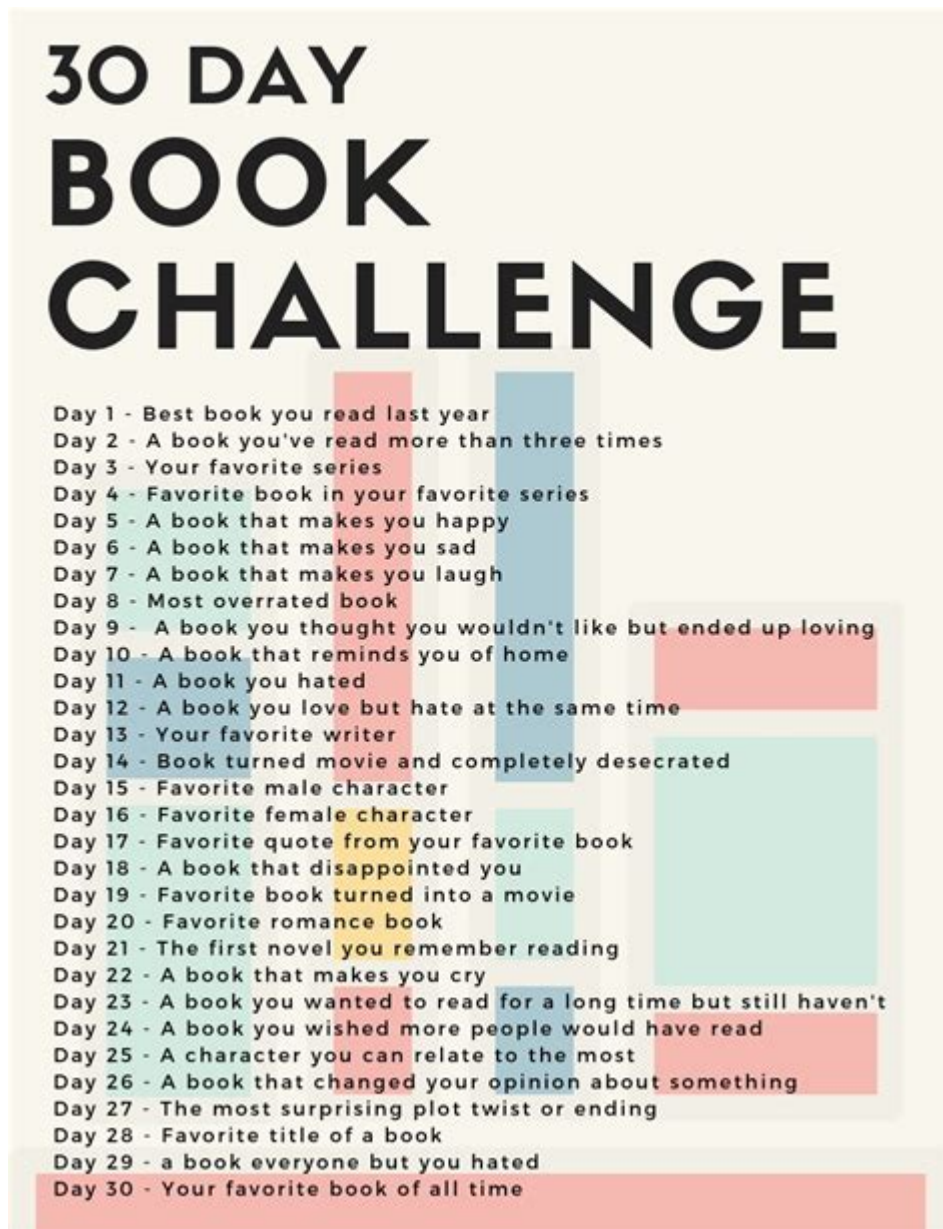 30 DAY
BOOK
CHALLENGE
Day 1 - Best book you read last year
Day 2 - A book you've read more than three times
Day 3 - Your favorite series
Day 4 - Favorite book in your favorite series
Day 5 - A book that makes you happy
Day 6 - A book that makes you sad
Day 7 - A book that makes you laugh
Day 8 - Most overrated book
Day 9 - A book you thought you wouldn't like but ended up loving
Day 10 - A book that reminds you of home
Day 11 - A book you hated
Day 12 - A book you love but hate at the same time
Day 13 - Your favorite writer
Day 14 - Book turned movie and completely desecrated
Day 15 - Favorite male character
Day 16 - Favorite female character
Day 17 - Favorite quote from your favorite book
Day 18 - A book that disappointed you
Day 19 - Favorite book turned into a movie
Day 20 - Favorite romance book
Day 21 - The first novel you remember reading
Day 22 - A book that makes you cry
Day 23 - A book you wanted to read for a long time but still haven't
Day 24 - A book you wished more people would have read
Day 25 - A character you can relate to the most
Day 26 - A book that changed your opinion about something
Day 27 - The most surprising plot twist or ending
Day 28 - Favorite title of a book
Day 29 - a book everyone but you hated
Day 30 - Your favorite book of all time